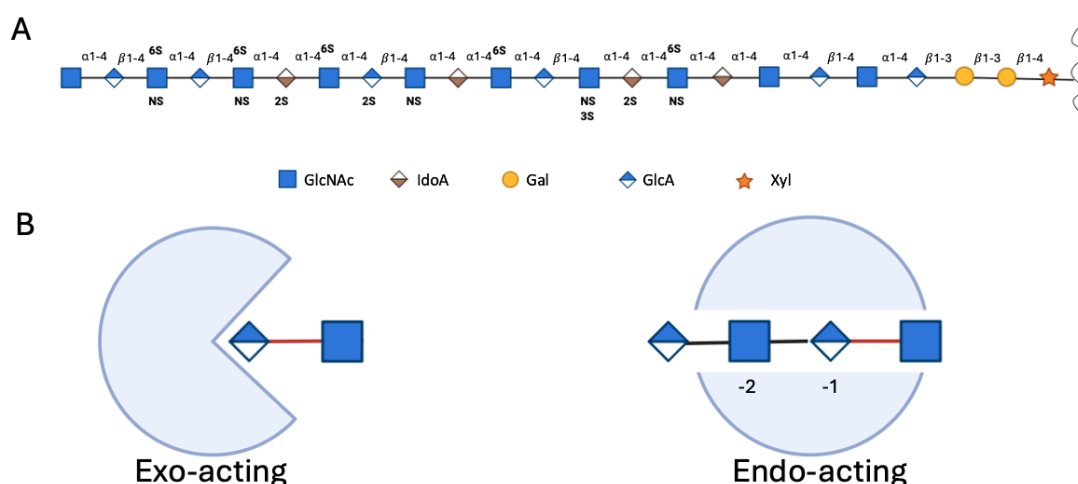 A
6S 6S 6S 6S 6S
α1-4 β1-4 α1-4 β1-4 α1-4 α1-4 α1-4 β1-4 α1-4 α1-4 α1-4 β1-4 α1-4 α1-4 α1-4 α1-4 α1-4 β1-4 α1-4 β1-3 β1-3 β1-4
NS NS 2S 2S NS NS 2S NS
3S
GlcNAc IdoA Gal GlcA Xyl
B
-2 -1
Exo-acting Endo-acting